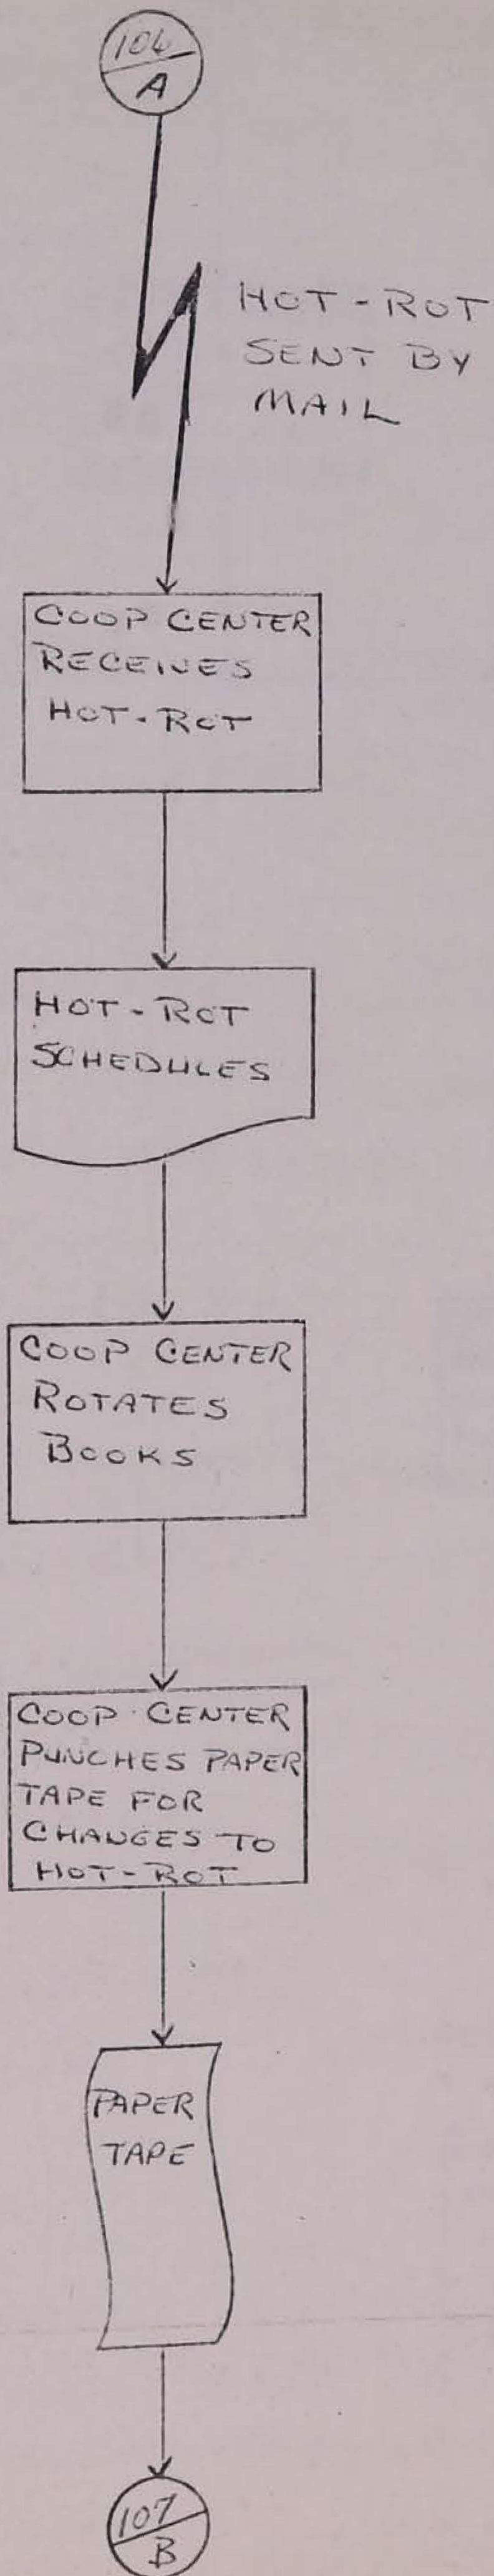 106
A
HOT-ROT
SENT BY
MAIL
COOP CENTER
RECEIVES
HOT-ROT
HOT-ROT
SCHEDULES
COOP CENTER
ROTATES
BOOKS
COOP CENTER
PUNCHES PAPER
TAPE FOR
CHANGES TO
HOT-ROT
PAPER
TAPE
107
B